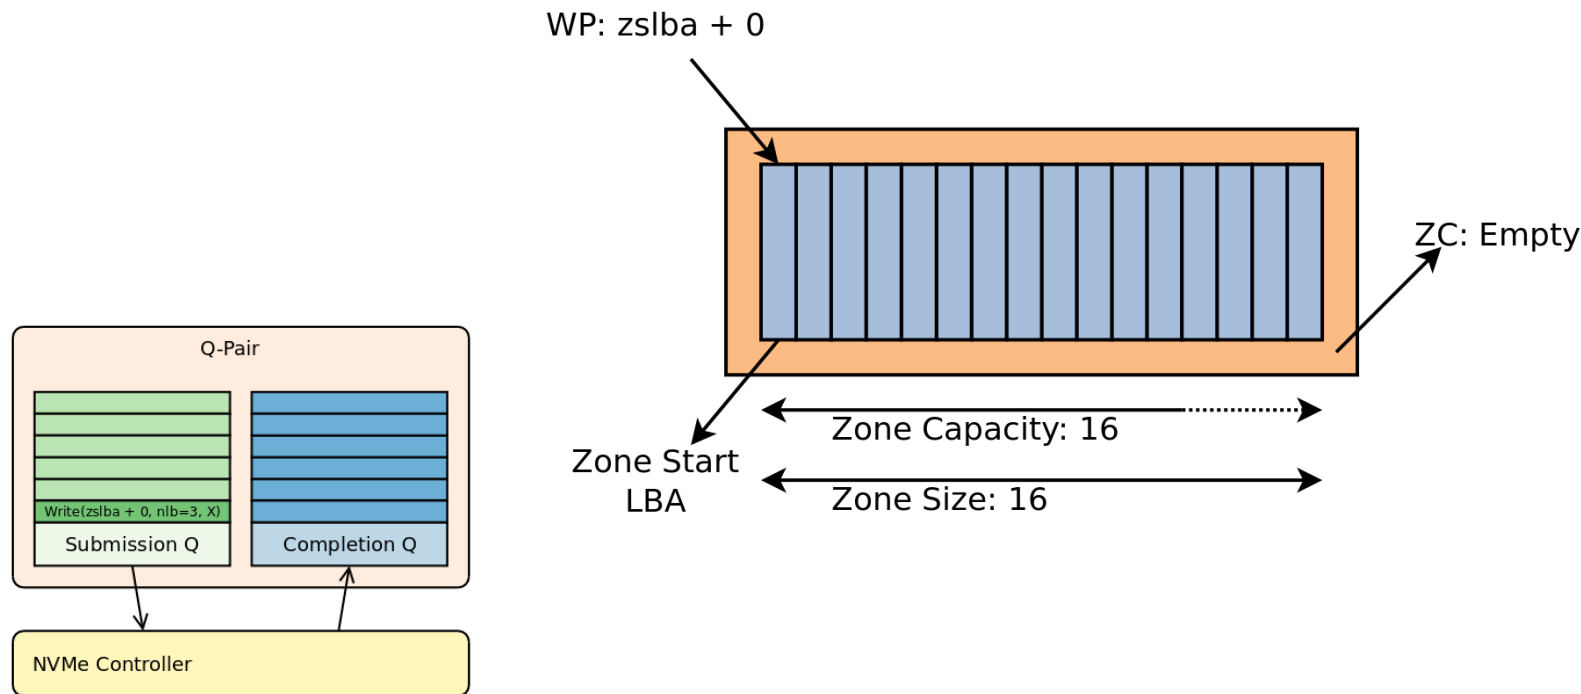 WP: zslba + 0
ZC: Empty
Zone Capacity: 16
Zone Start
LBA
Zone Size: 16
Q-Pair
Write(zslba + 0, nlb=3, X)
Submission Q
Completion Q
NVMe Controller